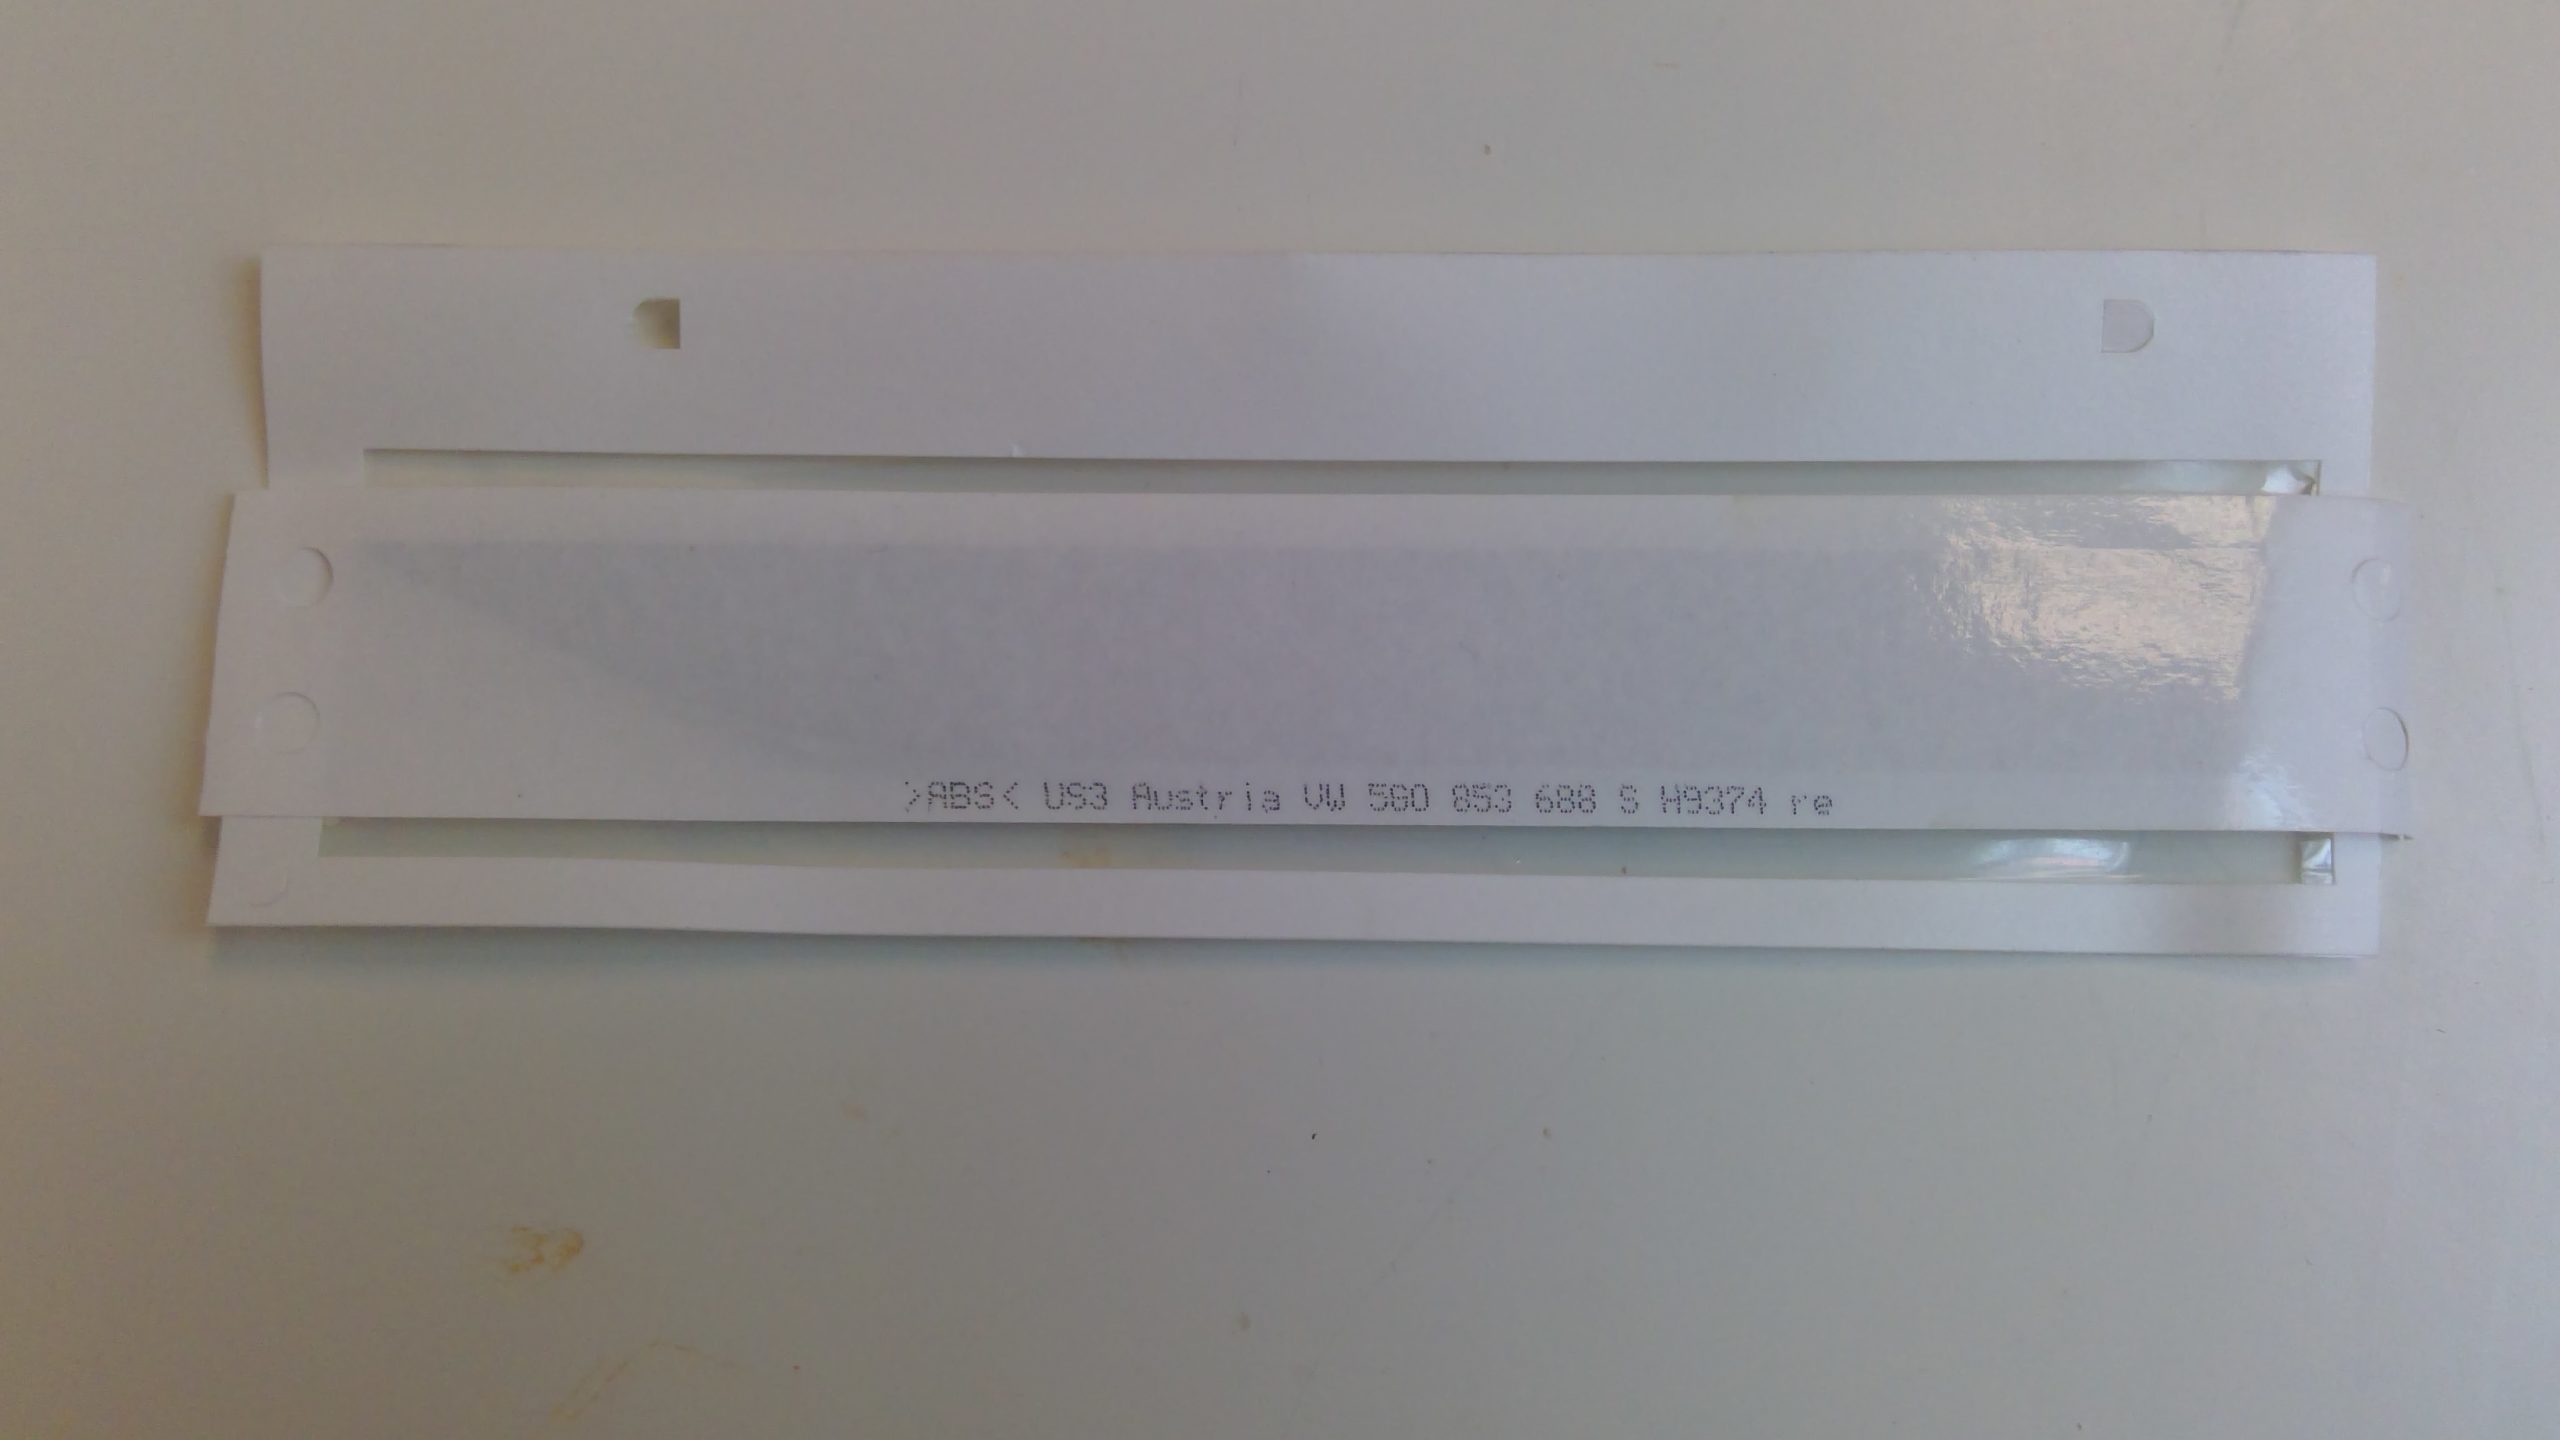 >ABS< US3 Austria VW 5G0 853 688 S H9374 re